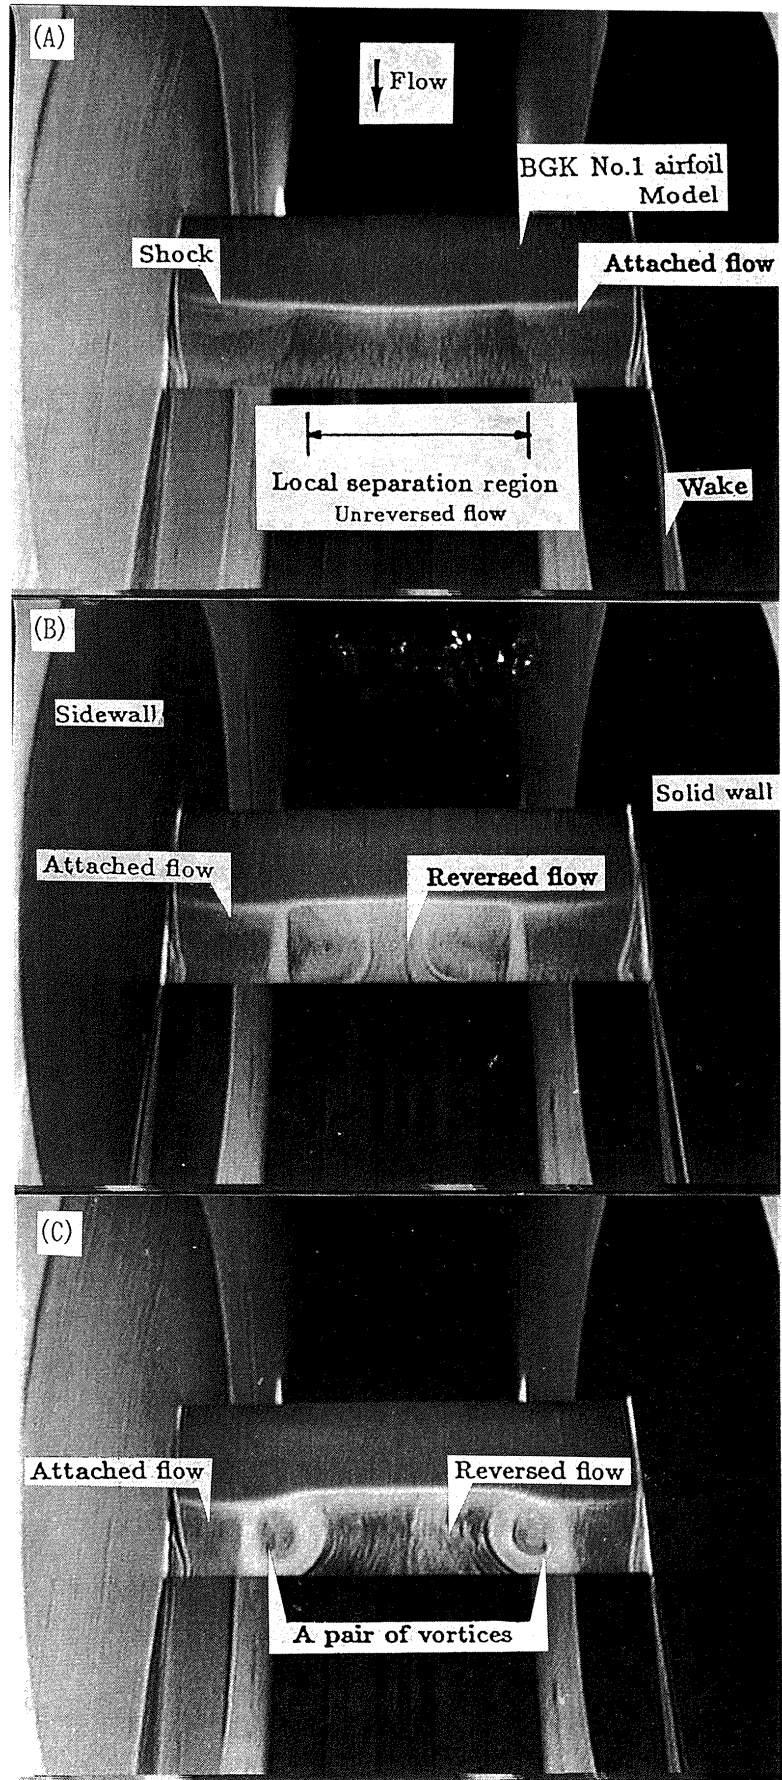 (A)
Flow
BGK No.1 airfoil
Model
Shock
Attached flow
Local separation region
Unreversed flow
Wake
(B)
Sidewall
Solid wall
Attached flow
Reversed flow
(C)
Attached flow
Reversed flow
A pair of vortices